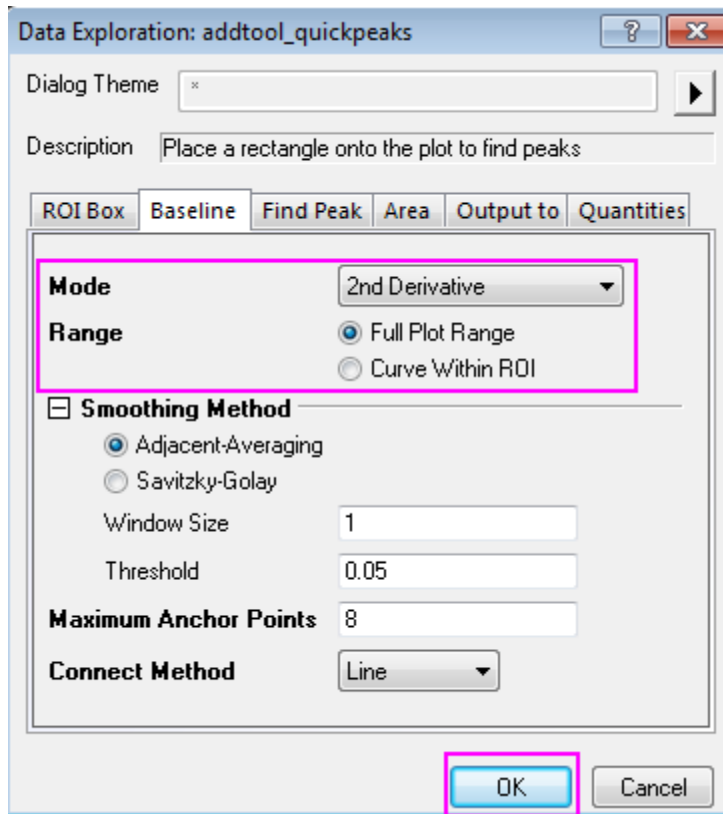 Data Exploration: addtool_quickpeaks
Dialog Theme *
Description Place a rectangle onto the plot to find peaks
ROI Box Baseline Find Peak Area Output to Quantities
Mode 2nd Derivative
Range Full Plot Range
Curve Within ROI
Smoothing Method
Adjacent-Averaging
Savitzky-Golay
Window Size 1
Threshold 0.05
Maximum Anchor Points 8
Connect Method Line
OK Cancel